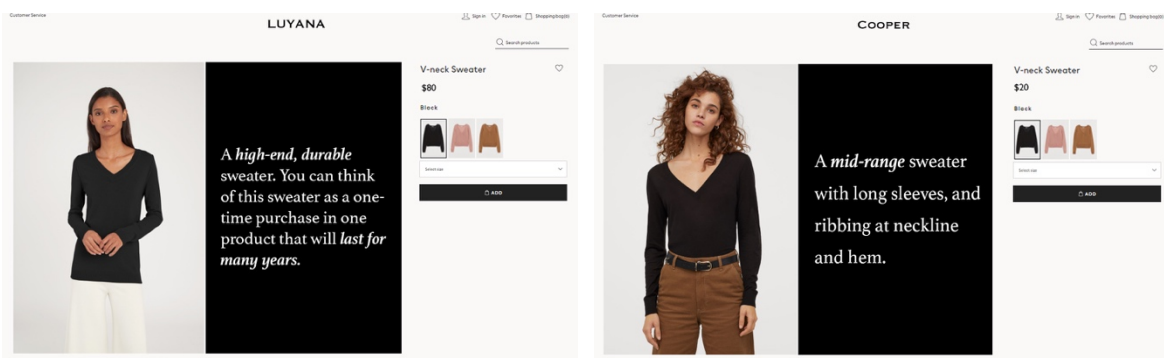 Customer Service
LUYANA
Sign in Favorites Shopping bag(0)
Search products
V-neck Sweater
$80
Black
Select size
ADD
A high-end, durable
sweater. You can think
of this sweater as a one-
time purchase in one
product that will last for
many years.
Customer Service
COOPER
Sign in Favorites Shopping bag(0)
Search products
V-neck Sweater
$20
Black
Select size
ADD
A mid-range sweater
with long sleeves, and
ribbing at neckline
and hem.